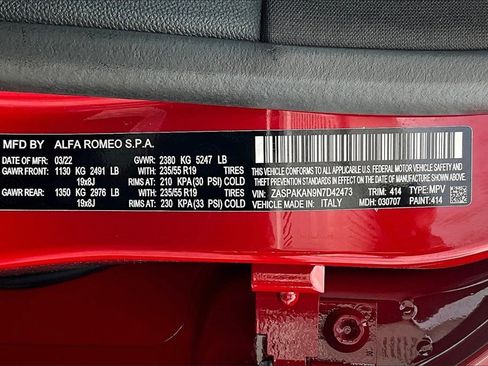 MFD BY ALFA ROMEO S.P.A.
DATE OF MFR: 03/22 GVWR: 2380 KG 5247 LB
GAWR FRONT: 1130 KG 2491 LB WITH: 235/55 R19 TIRES
19x8J RIMS AT: 210 KPA (30 PSI) COLD
GAWR REAR: 1350 KG 2976 LB WITH: 235/55 R19 TIRES
19x8J RIMS AT: 230 KPA (33 PSI) COLD
THIS VEHICLE CONFORMS TO ALL APPLICABLE U.S. FEDERAL MOTOR VEHICLE
SAFETY, BUMPER, AND THEFT PREVENTION STANDARDS IN EFFECT ON THE DATE
OF MANUFACTURE SHOWN ABOVE. TYPE: MPV
VIN: ZASPAKAN9N7D42473 TRIM: 414
VEHICLE MADE IN: ITALY MDH: 030707 PAINT: 414